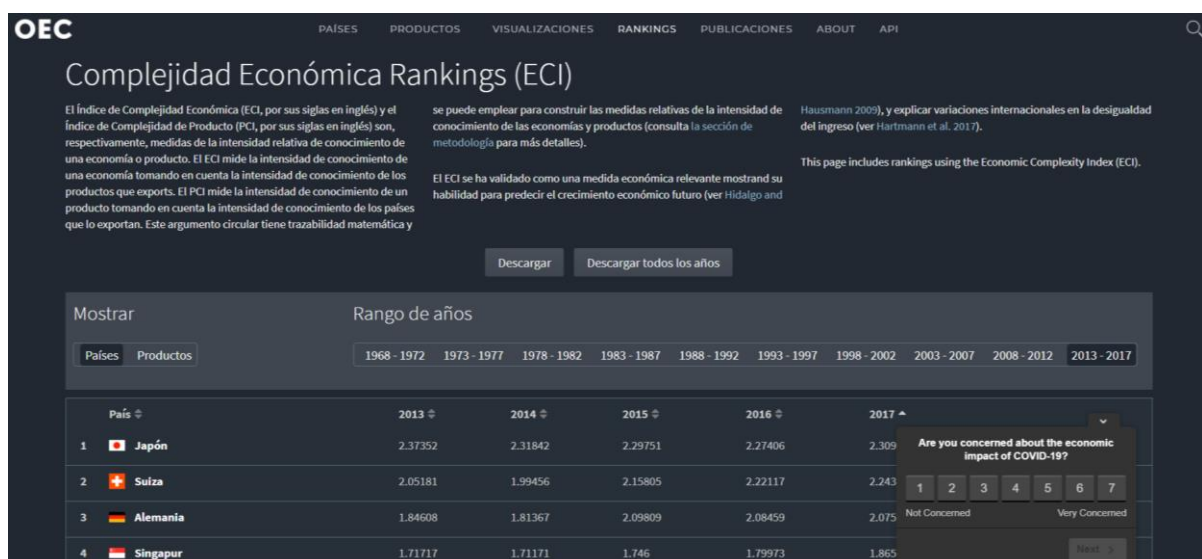 OEC
PAÍSES PRODUCTOS VISUALIZACIONES RANKINGS PUBLICACIONES ABOUT API
Complejidad Económica Rankings (ECI)
El Índice de Complejidad Económica (ECI, por sus siglas en inglés) y el
Índice de Complejidad de Producto (PCI, por sus siglas en inglés) son,
respectivamente, medidas de la intensidad relativa de conocimiento de
una economía o producto. El ECI mide la intensidad de conocimiento de
una economía tomando en cuenta la intensidad de conocimiento de los
productos que exports. El PCI mide la intensidad de conocimiento de un
producto tomando en cuenta la intensidad de conocimiento de los países
que lo exportan. Este argumento circular tiene trazabilidad matemática y
se puede emplear para construir las medidas relativas de la intensidad de
conocimiento de las economías y productos (consulta la sección de
metodología para más detalles).
El ECI se ha validado como una medida económica relevante mostrand su
habilidad para predecir el crecimiento económico futuro (ver Hidalgo and
Hausmann 2009), y explicar variaciones internacionales en la desigualdad
del ingreso (ver Hartmann et al. 2017).
This page includes rankings using the Economic Complexity Index (ECI).
Descargar Descargar todos los años
Mostrar Rango de años
Países Productos 1968 - 1972 1973 - 1977 1978 - 1982 1983 - 1987 1988 - 1992 1993 - 1997 1998 - 2002 2003 - 2007 2008 - 2012 2013 - 2017
País 2013 2014 2015 2016 2017
1 Japón 2.37352 2.31842 2.29751 2.27406 2.309
2 Suiza 2.05181 1.99456 2.15805 2.22117 2.243
3 Alemania 1.84608 1.81367 2.09809 2.08459 2.075
4 Singapur 1.71717 1.71171 1.746 1.79973 1.865
Are you concerned about the economic
impact of COVID-19?
1 2 3 4 5 6 7
Not Concerned Very Concerned
Next >